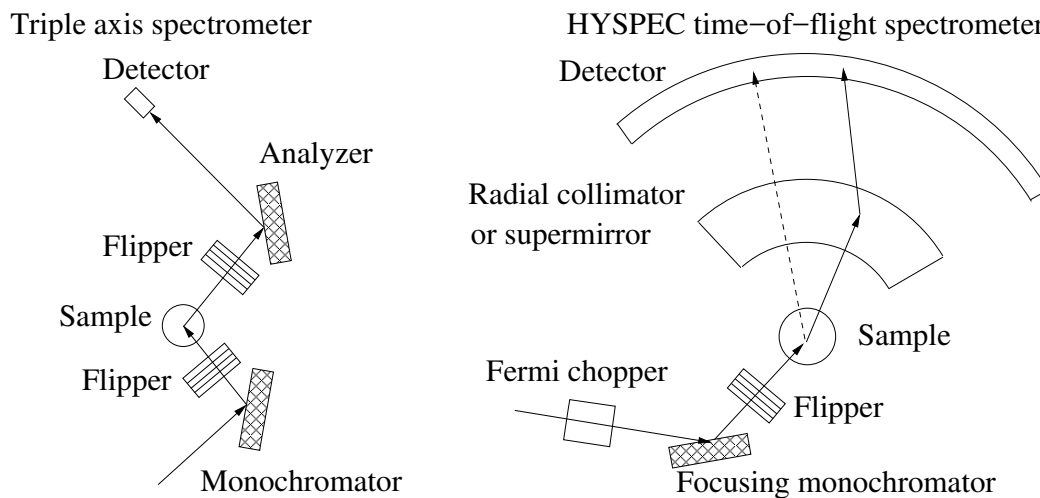 Triple axis spectrometer
Detector
Analyzer
Flipper
Sample
Flipper
Monochromator
HYSPEC time−of−flight spectrometer
Detector
Radial collimator
or supermirror
Sample
Fermi chopper
Flipper
Focusing monochromator